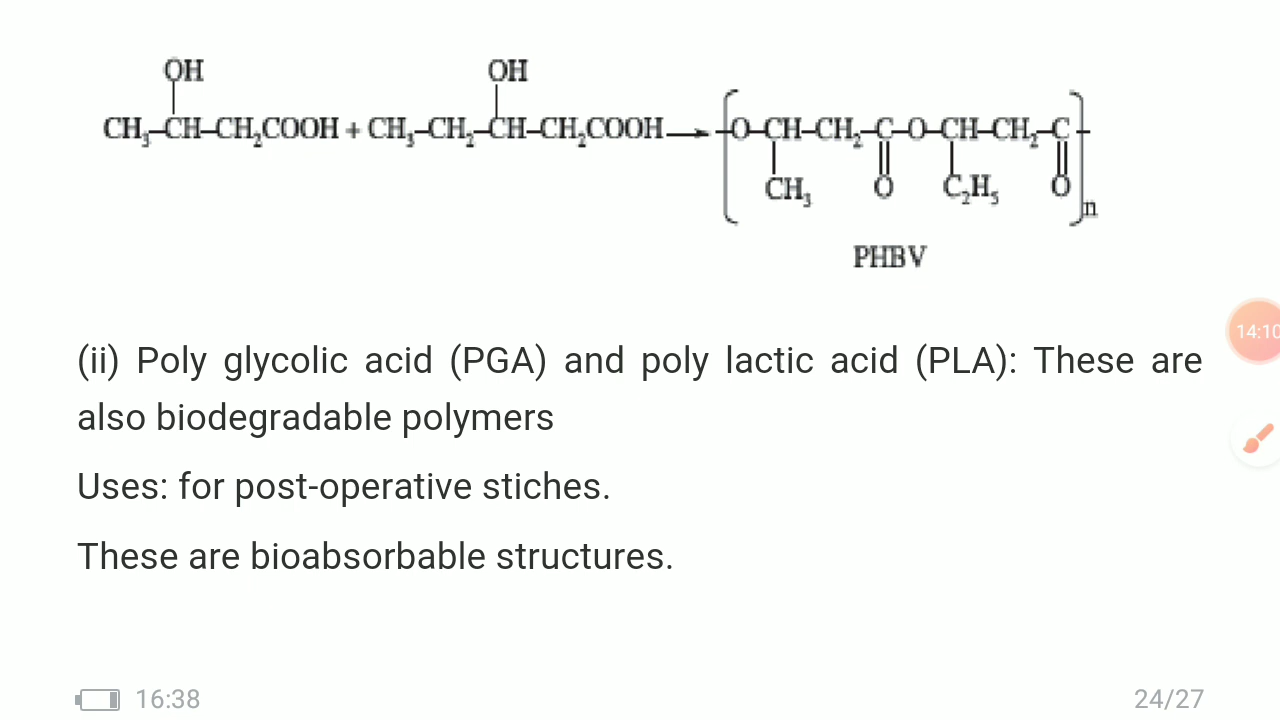 OH OH
CH₃–CH–CH₂COOH + CH₃–CH₂–CH–CH₂COOH → [–O–CH–CH₂–C–O–CH–CH₂–C–]n
CH₃ O C₂H₅ O
PHBV
(ii) Poly glycolic acid (PGA) and poly lactic acid (PLA): These are
also biodegradable polymers
Uses: for post-operative stiches.
These are bioabsorbable structures.
14:10
16:38 24/27